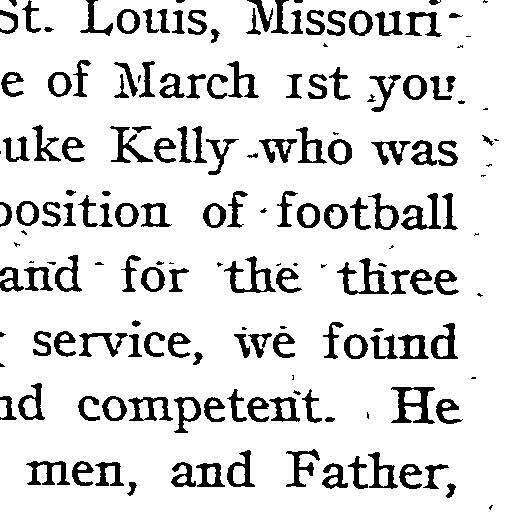 St. Louis, Missouri-
e of March 1st you
uke Kelly who was
position of football
and for the three
service, we found
nd competent. He
men, and Father,